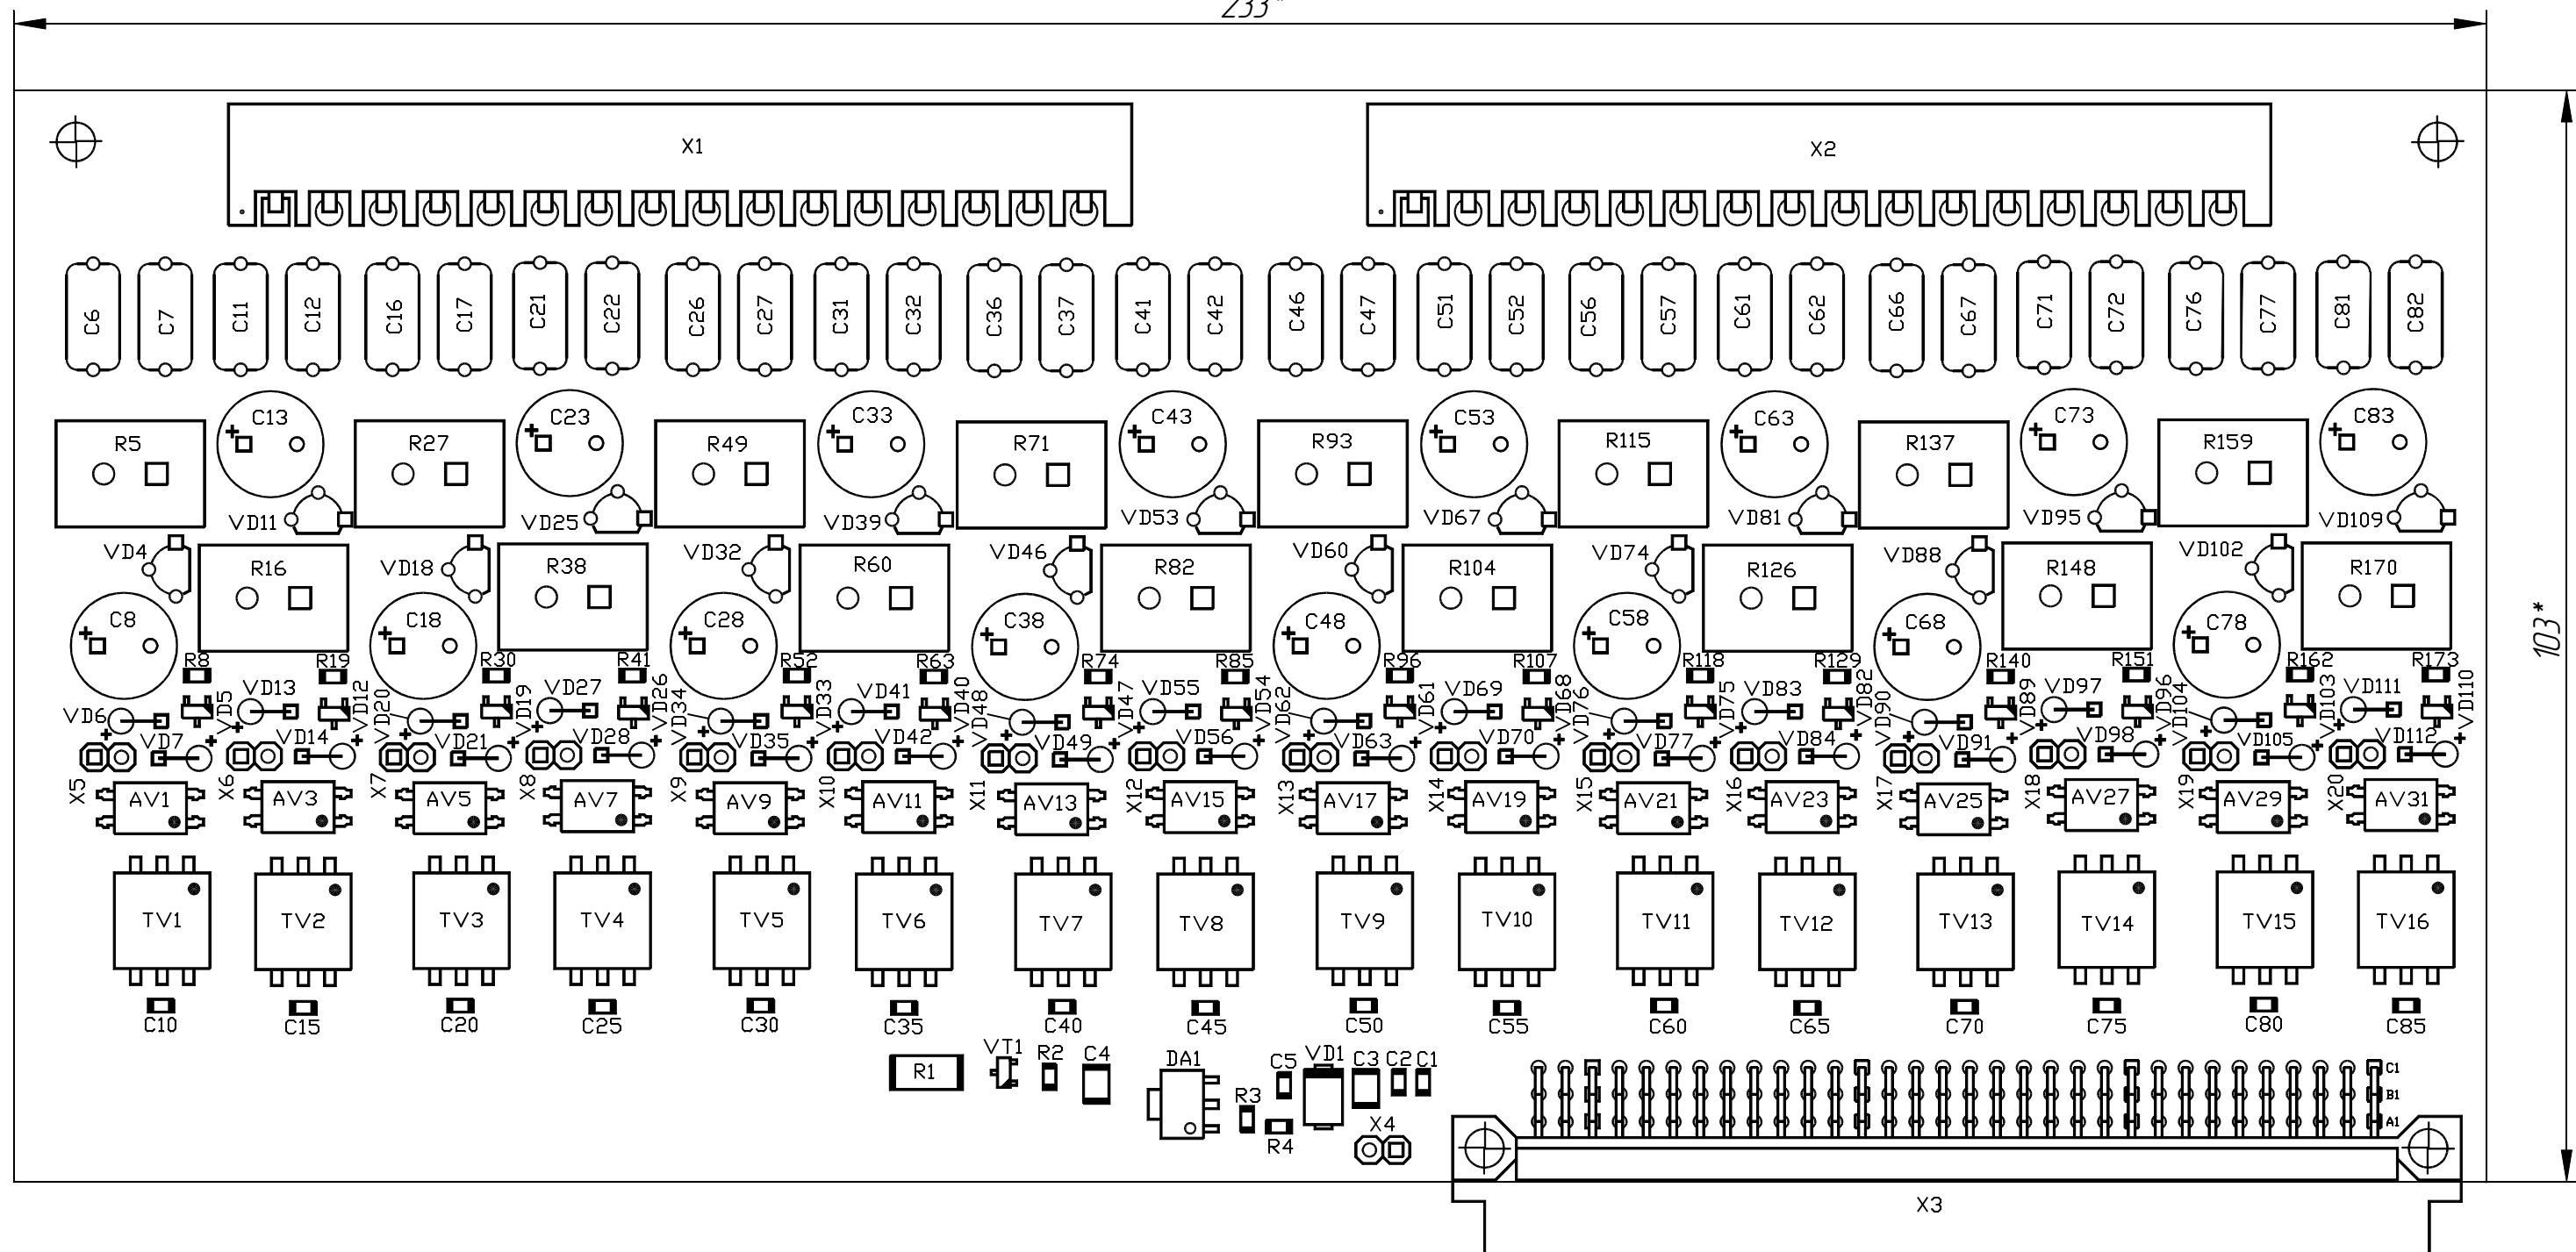 233*
X1 X2
C6 C7 C11 C12 C16 C17 C21 C22 C26 C27 C31 C32 C36 C37 C41 C42 C46 C47 C51 C52 C56 C57 C61 C62 C66 C67 C71 C72 C76 C77 C81 C82
C13 C23 C33 C43 C53 C63 C73 C83
R5 R27 R49 R71 R93 R115 R137 R159
VD11 VD25 VD39 VD53 VD67 VD81 VD95 VD109
VD4 VD18 VD32 VD46 VD60 VD74 VD88 VD102
R16 R38 R60 R82 R104 R126 R148 R170
C8 C18 C28 C38 C48 C58 C68 C78
103*
R8 R19 R30 R41 R52 R63 R74 R85 R96 R107 R118 R129 R140 R151 R162 R173
VD6 VD5 VD13 VD12 VD20 VD19 VD27 VD26 VD34 VD33 VD41 VD40 VD48 VD47 VD55 VD54 VD62 VD61 VD69 VD68 VD76 VD75 VD83 VD82 VD90 VD89 VD97 VD96 VD104 VD103 VD111 VD110
VD7 VD14 VD21 VD28 VD35 VD42 VD49 VD56 VD63 VD70 VD77 VD84 VD91 VD98 VD105 VD112
X5 X6 X7 X8 X9 X10 X11 X12 X13 X14 X15 X16 X17 X18 X19 X20
AV1 AV3 AV5 AV7 AV9 AV11 AV13 AV15 AV17 AV19 AV21 AV23 AV25 AV27 AV29 AV31
TV1 TV2 TV3 TV4 TV5 TV6 TV7 TV8 TV9 TV10 TV11 TV12 TV13 TV14 TV15 TV16
C10 C15 C20 C25 C30 C35 C40 C45 C50 C55 C60 C65 C70 C75 C80 C85
R1 VT1 R2 C4 DA1 R3 C5 R4 VD1 C3 C2 C1
X4
C1
B1
A1
X3